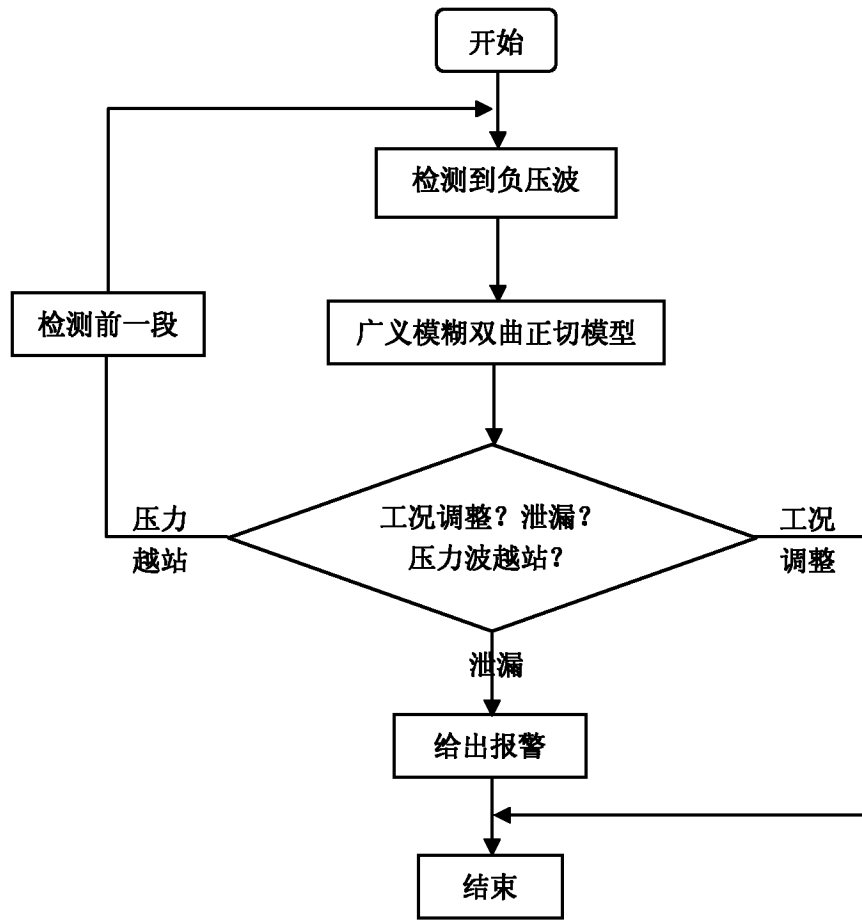 开始
检测到负压波
检测前一段
广义模糊双曲正切模型
压力
越站
工况调整？泄漏？
压力波越站？
工况
调整
泄漏
给出报警
结束